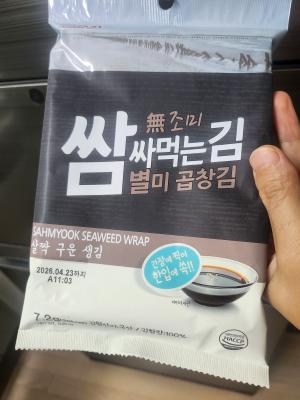 無조미
쌈 싸먹는김
별미 곱창김
SAHMYOOK SEAWEED WRAP
살짝 구운 생김
간장에 찍어
한입에 쏙!!
2026.04.23까지
A11:03
HACCP